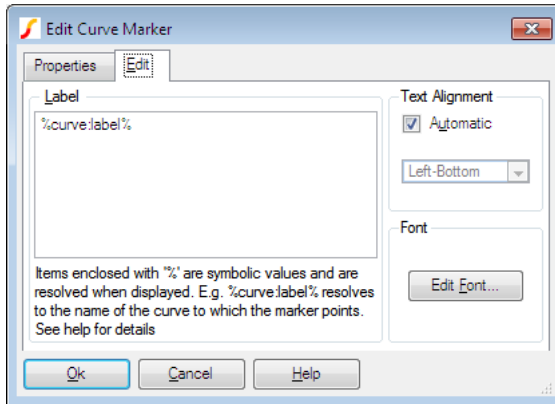 Edit Curve Marker
Properties
Edit
Label
%curve:label%
Items enclosed with '%' are symbolic values and are
resolved when displayed. E.g. %curve:label% resolves
to the name of the curve to which the marker points.
See help for details
Text Alignment
Automatic
Left-Bottom
Font
Edit Font...
Ok
Cancel
Help